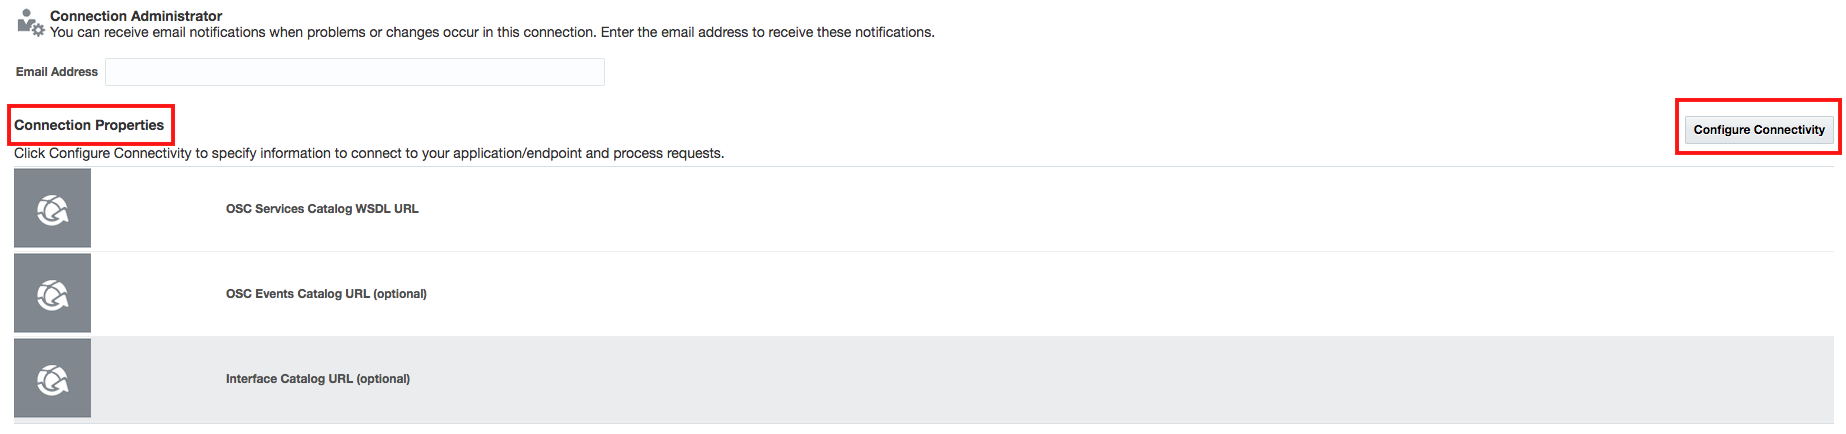 Connection Administrator
You can receive email notifications when problems or changes occur in this connection. Enter the email address to receive these notifications.
Email Address
Connection Properties
Configure Connectivity
Click Configure Connectivity to specify information to connect to your application/endpoint and process requests.
OSC Services Catalog WSDL URL
OSC Events Catalog URL (optional)
Interface Catalog URL (optional)